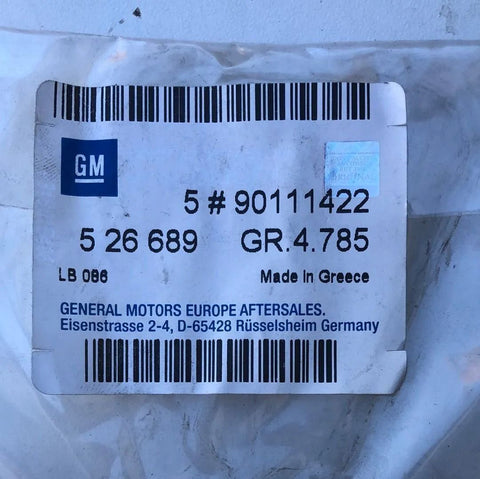 GM
ORIGINAL
5 # 90111422
5 26 689 GR.4.785
LB 086 Made in Greece
GENERAL MOTORS EUROPE AFTERSALES.
Eisenstrasse 2-4, D-65428 Rüsselsheim Germany